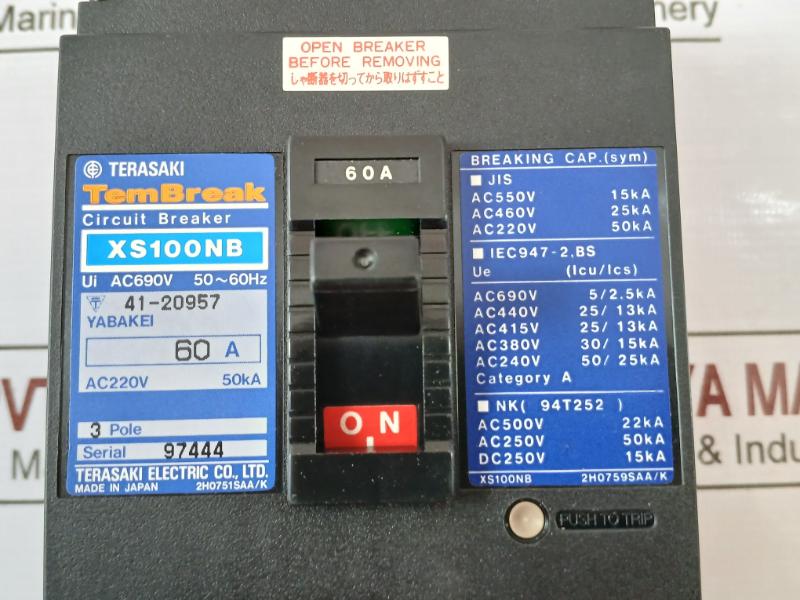 OPEN BREAKER
BEFORE REMOVING
しゃ断器を切ってから取りはずすこと
TERASAKI
TemBreak
Circuit Breaker
XS100NB
Ui AC690V 50~60Hz
41-20957
YABAKEI
60 A
AC220V 50kA
3 Pole
Serial 97444
TERASAKI ELECTRIC CO., LTD.
MADE IN JAPAN 2H0751SAA/K
60A
ON
BREAKING CAP.(sym)
JIS
AC550V 15kA
AC460V 25kA
AC220V 50kA
IEC947-2,BS
Ue (Icu/Ics)
AC690V 5/2.5kA
AC440V 25/ 13kA
AC415V 25/ 13kA
AC380V 30/ 15kA
AC240V 50/ 25kA
Category A
NK( 94T252 )
AC500V 22kA
AC250V 50kA
DC250V 15kA
XS100NB 2H0759SAA/K
PUSH TO TRIP
& Indu